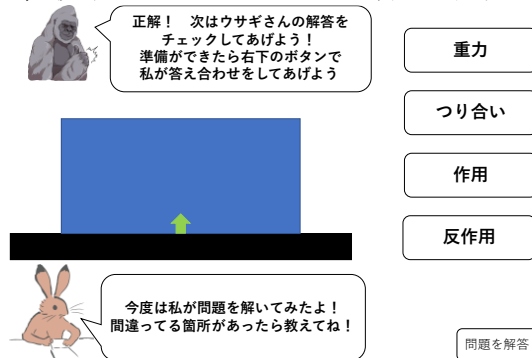 正解！　次はウサギさんの解答を
チェックしてあげよう！
準備ができたら右下のボタンで
私が答え合わせをしてあげよう
重力
つり合い
作用
反作用
今度は私が問題を解いてみたよ！
間違ってる箇所があったら教えてね！
問題を解答